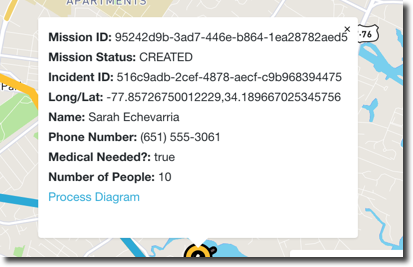 APARTMENTS
×
Mission ID: 95242d9b-3ad7-446e-b864-1ea28782aed5
76
Mission Status: CREATED
Incident ID: 516c9adb-2cef-4878-aecf-c9b968394475
Long/Lat: -77.85726750012229,34.189667025345756
Name: Sarah Echevarria
Phone Number: (651) 555-3061
Medical Needed?: true
Number of People: 10
Process Diagram